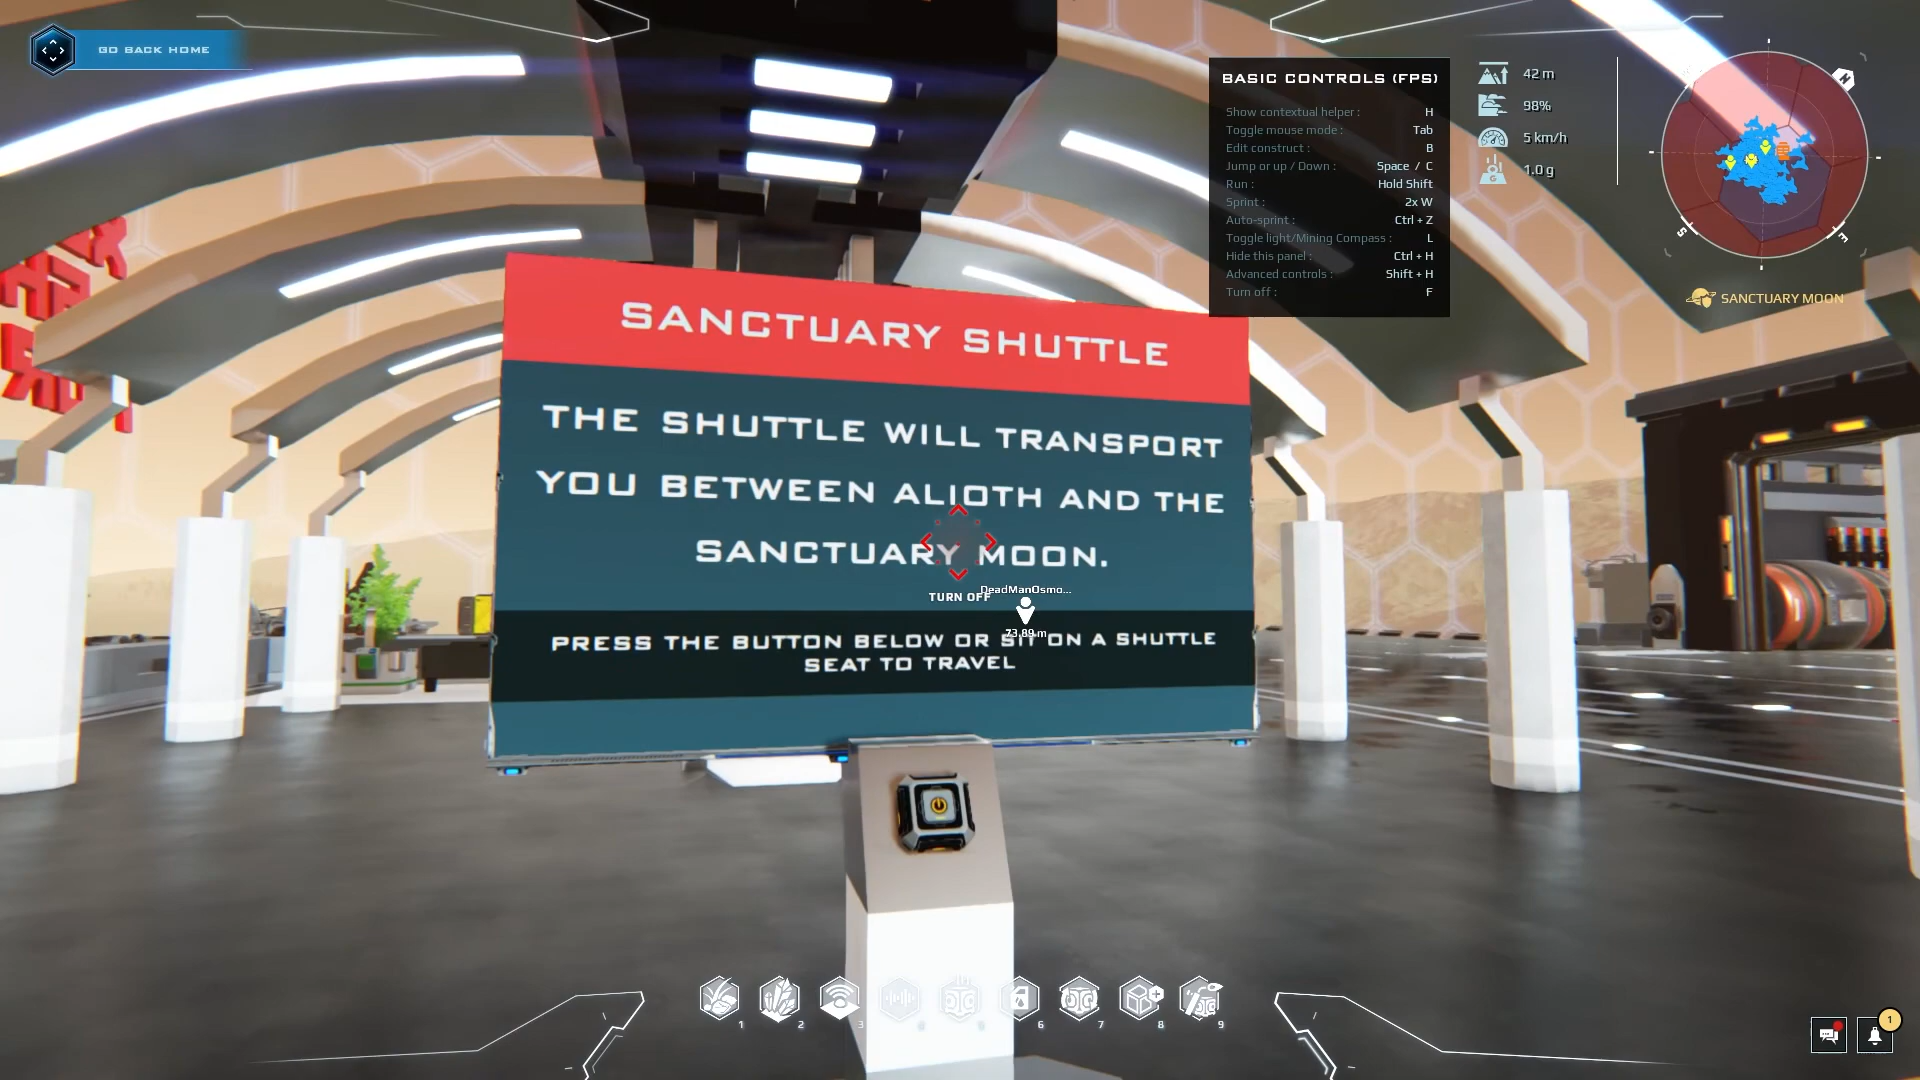 GO BACK HOME
BASIC CONTROLS (FPS)
Show contextual helper : H
Toggle mouse mode : Tab
Edit construct : B
Jump or up / Down : Space / C
Run : Hold Shift
Sprint : 2x W
Auto-sprint : Ctrl + Z
Toggle light/Mining Compass : L
Hide this panel : Ctrl + H
Advanced controls : Shift + H
Turn off : F
42 m
98%
5 km/h
1.0 g
G
N
S
E
SANCTUARY MOON
SANCTUARY SHUTTLE
THE SHUTTLE WILL TRANSPORT
YOU BETWEEN ALIOTH AND THE
SANCTUARY MOON.
TURN OFF
DeadManOsmo...
73.89 m
PRESS THE BUTTON BELOW OR SIT ON A SHUTTLE
SEAT TO TRAVEL
1 2 3 6 7 8 9
1